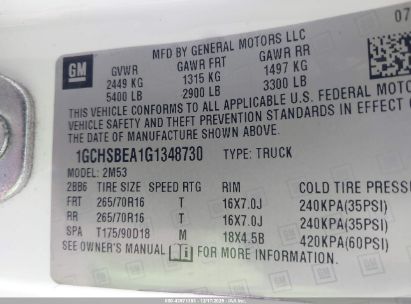 07
MFD BY GENERAL MOTORS LLC
GM
GVWR GAWR FRT GAWR RR
2449 KG 1315 KG 1497 KG
5400 LB 2900 LB 3300 LB
THIS VEHICLE CONFORMS TO ALL APPLICABLE U.S. FEDERAL MOTOR
VEHICLE SAFETY AND THEFT PREVENTION STANDARDS IN EFFECT
DATE OF MANUFACTURE SHOWN ABOVE.
1GCHSBEA1G1348730 TYPE: TRUCK
MODEL: 2M53
2BB6 TIRE SIZE SPEED RTG RIM COLD TIRE PRESSU
FRT 265/70R16 T 16X7.0J 240KPA(35PSI)
RR 265/70R16 T 16X7.0J 240KPA(35PSI)
SPA T175/90D18 M 18X4.5B 420KPA(60PSI)
SEE OWNER'S MANUAL FOR MORE INFORMATION.